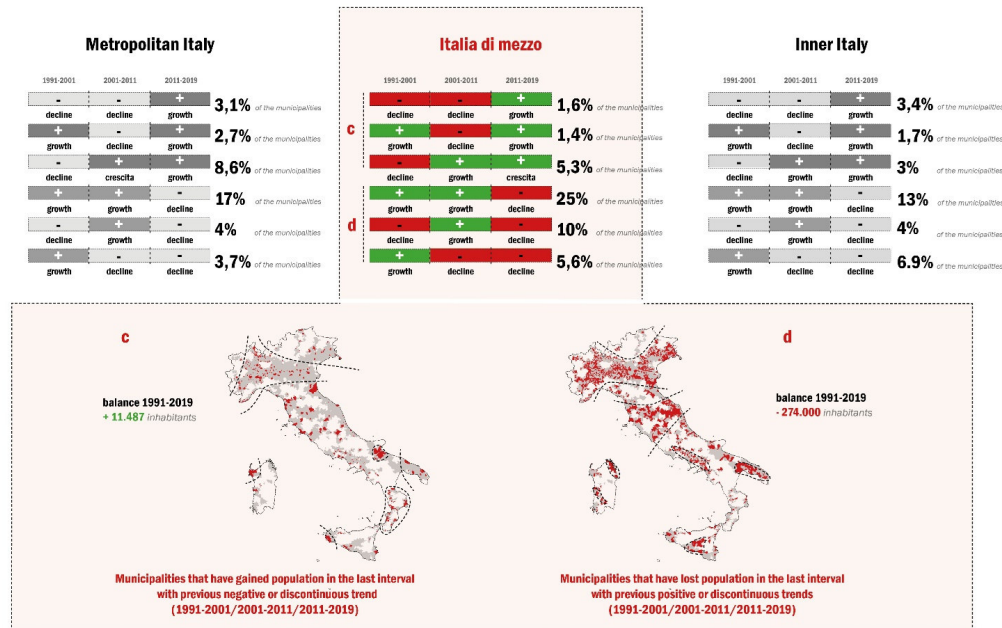 Metropolitan Italy
1991-2001 2001-2011 2011-2019
- - +
decline decline growth
3,1% of the municipalities
+ - +
growth decline growth
2,7% of the municipalities
- + +
decline crescita growth
8,6% of the municipalities
+ + -
growth growth decline
17% of the municipalities
- + -
decline growth decline
4% of the municipalities
+ - -
growth decline decline
3,7% of the municipalities
Italia di mezzo
1991-2001 2001-2011 2011-2019
c
- - +
decline decline growth
1,6% of the municipalities
+ - +
growth decline growth
1,4% of the municipalities
- + +
decline growth crescita
5,3% of the municipalities
d
+ + -
growth growth decline
25% of the municipalities
- + -
decline growth decline
10% of the municipalities
+ - -
growth decline decline
5,6% of the municipalities
Inner Italy
1991-2001 2001-2011 2011-2019
- - +
decline decline growth
3,4% of the municipalities
+ - +
growth decline growth
1,7% of the municipalities
- + +
decline growth growth
3% of the municipalities
+ + -
growth growth decline
13% of the municipalities
- + -
decline growth decline
4% of the municipalities
+ - -
growth decline decline
6.9% of the municipalities
c
balance 1991-2019
+ 11.487 inhabitants
Municipalities that have gained population in the last interval
with previous negative or discontinuous trend
(1991-2001/2001-2011/2011-2019)
d
balance 1991-2019
- 274.000 inhabitants
Municipalities that have lost population in the last interval
with previous positive or discontinuous trends
(1991-2001/2001-2011/2011-2019)